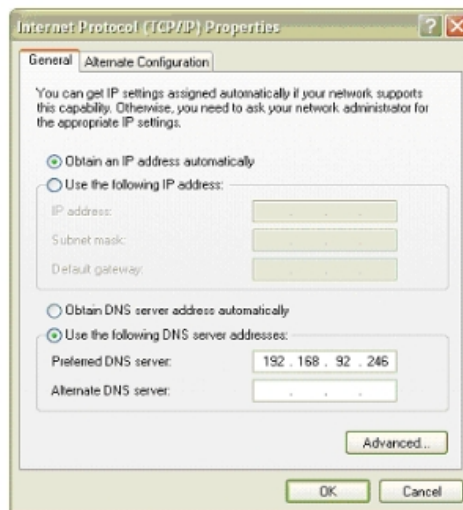 Internet Protocol (TCP/IP) Properties
General
Alternate Configuration
You can get IP settings assigned automatically if your network supports
this capability. Otherwise, you need to ask your network administrator for
the appropriate IP settings.
Obtain an IP address automatically
Use the following IP address:
IP address:
Subnet mask:
Default gateway:
Obtain DNS server address automatically
Use the following DNS server addresses:
Preferred DNS server: 192 . 168 . 92 . 246
Alternate DNS server:
Advanced...
OK
Cancel